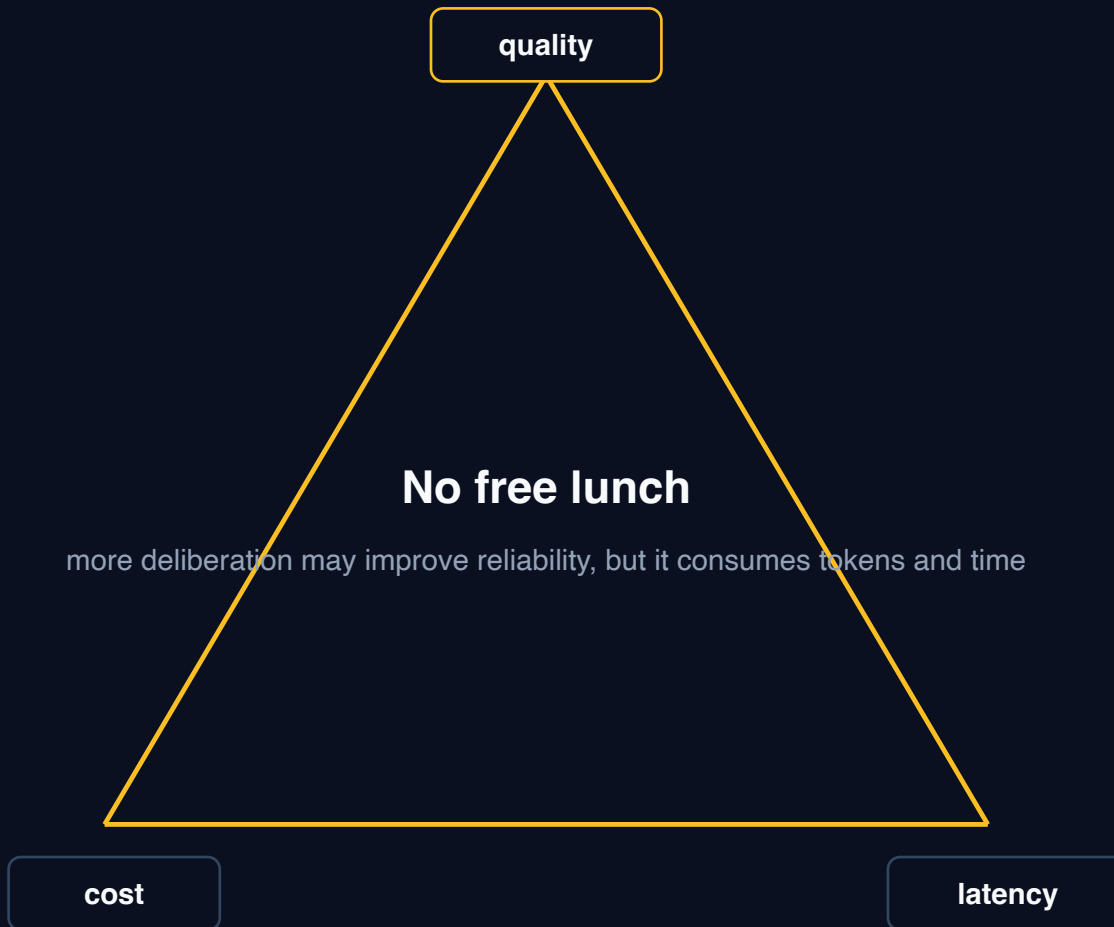 quality
No free lunch
more deliberation may improve reliability, but it consumes tokens and time
cost
latency